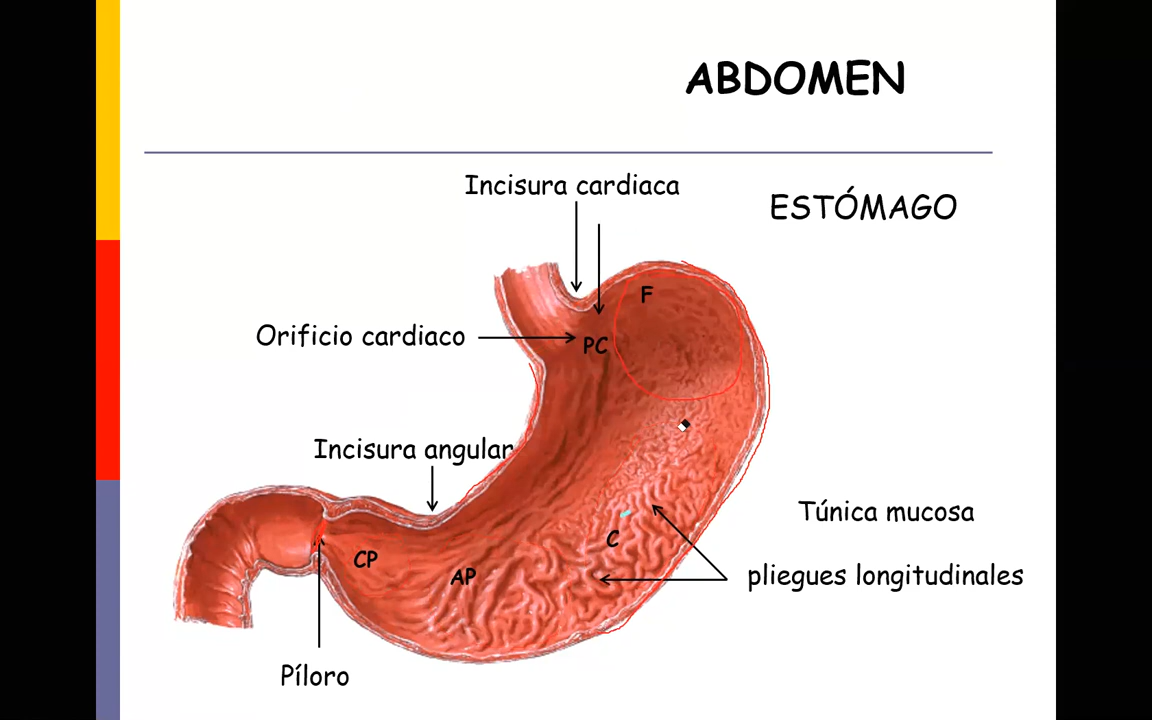 ABDOMEN
Incisura cardiaca
ESTÓMAGO
F
Orificio cardiaco
PC
Incisura angular
Túnica mucosa
C
CP
AP
pliegues longitudinales
Píloro